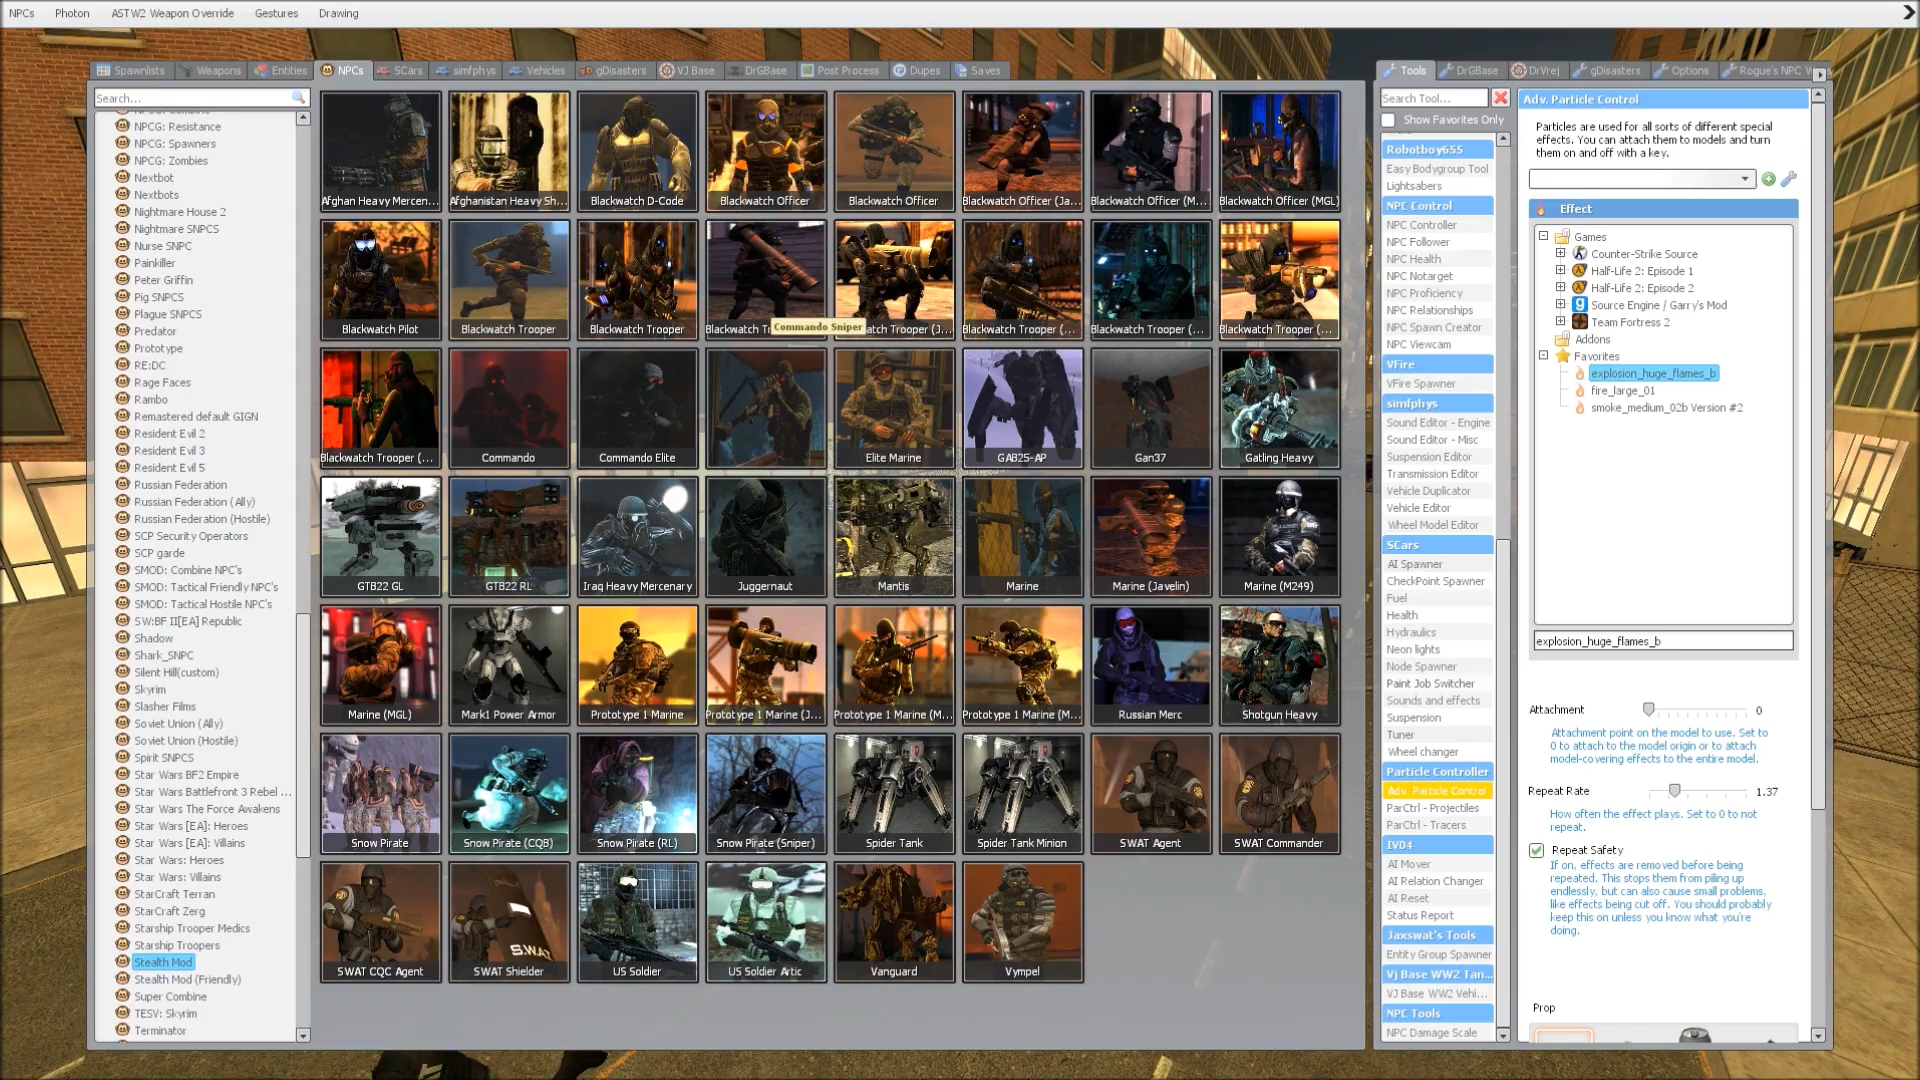 NPCs Photon ASTW2 Weapon Override Gestures Drawing
Spawnlists Weapons Entities NPCs SCars simfphys Vehicles gDisasters VJ Base DrGBase Post Process Dupes Saves
Search...
NPCG: Resistance
NPCG: Spawners
NPCG: Zombies
Nextbot
Nextbots
Nightmare House 2
Nightmare SNPCS
Nurse SNPC
Painkiller
Peter Griffin
Pig SNPCS
Plague SNPCS
Predator
Prototype
RE:DC
Rage Faces
Rambo
Remastered default GIGN
Resident Evil 2
Resident Evil 3
Resident Evil 5
Russian Federation
Russian Federation (Ally)
Russian Federation (Hostile)
SCP Security Operators
SCP garde
SMOD: Combine NPC's
SMOD: Tactical Friendly NPC's
SMOD: Tactical Hostile NPC's
SW:BF II[EA] Republic
Shadow
Shark_SNPC
Silent Hill(custom)
Skyrim
Slasher Films
Soviet Union (Ally)
Soviet Union (Hostile)
Spirit SNPCS
Star Wars BF2 Empire
Star Wars Battlefront 3 Rebel ...
Star Wars The Force Awakens
Star Wars [EA]: Heroes
Star Wars [EA]: Villains
Star Wars: Heroes
Star Wars: Villains
StarCraft Terran
StarCraft Zerg
Starship Trooper Medics
Starship Troopers
Stealth Mod
Stealth Mod (Friendly)
Super Combine
TESV: Skyrim
Terminator
Afghan Heavy Mercen... Afghanistan Heavy Sh... Blackwatch D-Code Blackwatch Officer Blackwatch Officer Blackwatch Officer (Ja... Blackwatch Officer (M... Blackwatch Officer (MGL)
Blackwatch Pilot Blackwatch Trooper Blackwatch Trooper Blackwatch Tr Commando Sniper atch Trooper (J... Blackwatch Trooper (... Blackwatch Trooper (... Blackwatch Trooper (...
Blackwatch Trooper (... Commando Commando Elite Elite Marine GAB25-AP Gan37 Gatling Heavy
GTB22 GL GTB22 RL Iraq Heavy Mercenary Juggernaut Mantis Marine Marine (Javelin) Marine (M249)
Marine (MGL) Mark1 Power Armor Prototype 1 Marine Prototype 1 Marine (J... Prototype 1 Marine (M... Prototype 1 Marine (M... Russian Merc Shotgun Heavy
Snow Pirate Snow Pirate (CQB) Snow Pirate (RL) Snow Pirate (Sniper) Spider Tank Spider Tank Minion SWAT Agent SWAT Commander
S.W.A.T
SWAT CQC Agent SWAT Shielder US Soldier US Soldier Artic Vanguard Vympel
Tools DrGBase DrVrej gDisasters Options Rogue's NPC
Search Tool...
Show Favorites Only
Robotboy655
Easy Bodygroup Tool
Lightsabers
NPC Control
NPC Controller
NPC Follower
NPC Health
NPC Notarget
NPC Proficiency
NPC Relationships
NPC Spawn Creator
NPC Viewcam
VFire
VFire Spawner
simfphys
Sound Editor - Engine
Sound Editor - Misc
Suspension Editor
Transmission Editor
Vehicle Duplicator
Vehicle Editor
Wheel Model Editor
SCars
AI Spawner
CheckPoint Spawner
Fuel
Health
Hydraulics
Neon lights
Node Spawner
Paint Job Switcher
Sounds and effects
Suspension
Tuner
Wheel changer
Particle Controller
Adv. Particle Control
ParCtrl - Projectiles
ParCtrl - Tracers
IV04
AI Mover
AI Relation Changer
AI Reset
Status Report
Jaxswat's Tools
Entity Group Spawner
Vj Base WW2 Tan...
VJ Base WW2 Vehi...
NPC Tools
NPC Damage Scale
Adv. Particle Control
Particles are used for all sorts of different special
effects. You can attach them to models and turn
them on and off with a key.
Effect
Games
Counter-Strike Source
Half-Life 2: Episode 1
Half-Life 2: Episode 2
Source Engine / Garry's Mod
Team Fortress 2
Addons
Favorites
explosion_huge_flames_b
fire_large_01
smoke_medium_02b Version #2
explosion_huge_flames_b
Attachment 0
Attachment point on the model to use. Set to
0 to attach to the model origin or to attach
model-covering effects to the entire model.
Repeat Rate 1.37
How often the effect plays. Set to 0 to not
repeat.
Repeat Safety
If on, effects are removed before being
repeated. This stops them from piling up
endlessly, but can also cause small problems,
like effects being cut off. You should probably
keep this on unless you know what you're
doing.
Prop